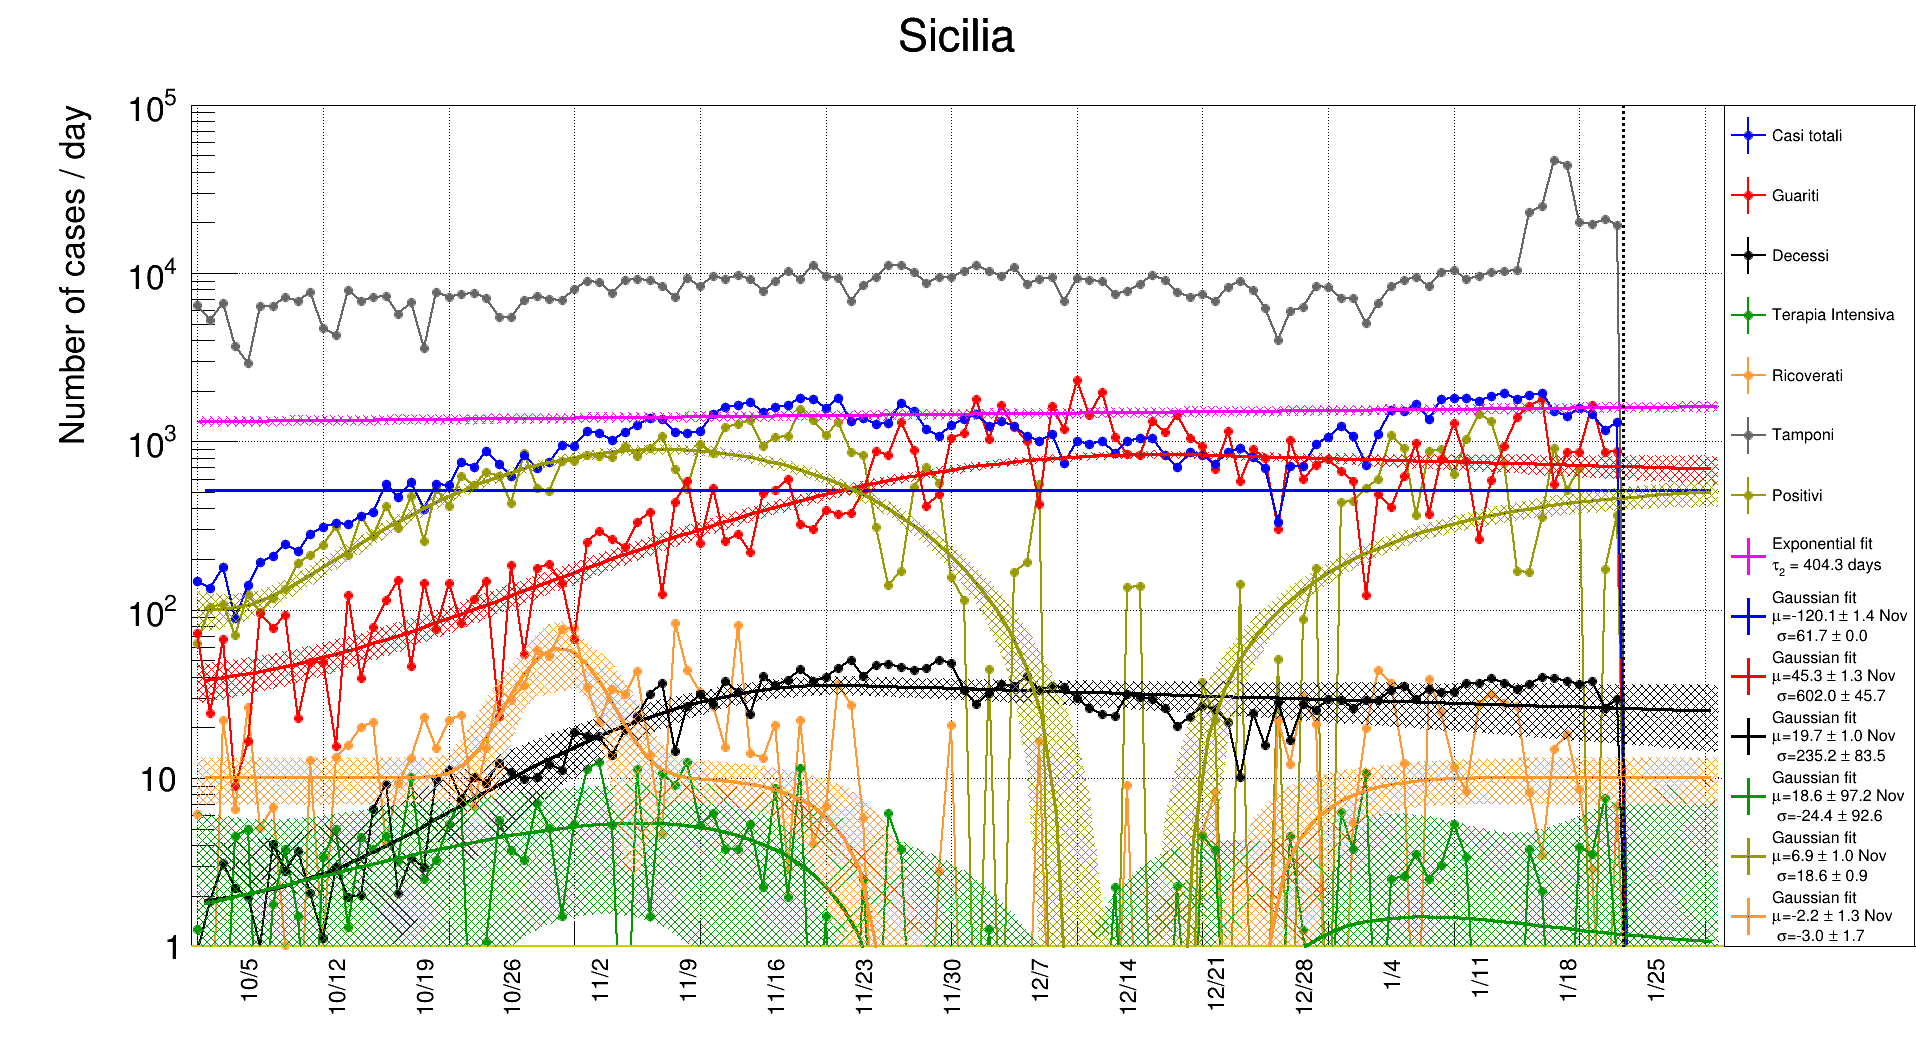 Sicilia
Number of cases / day
10^5
10^4
10^3
10^2
10
1
10/5
10/12
10/19
10/26
11/2
11/9
11/16
11/23
11/30
12/7
12/14
12/21
12/28
1/4
1/11
1/18
1/25
Casi totali
Guariti
Decessi
Terapia Intensiva
Ricoverati
Tamponi
Positivi
Exponential fit
τ₂ = 404.3 days
Gaussian fit
μ=-120.1 ± 1.4 Nov
σ=61.7 ± 0.0
Gaussian fit
μ=45.3 ± 1.3 Nov
σ=602.0 ± 45.7
Gaussian fit
μ=19.7 ± 1.0 Nov
σ=235.2 ± 83.5
Gaussian fit
μ=18.6 ± 97.2 Nov
σ=-24.4 ± 92.6
Gaussian fit
μ=6.9 ± 1.0 Nov
σ=18.6 ± 0.9
Gaussian fit
μ=-2.2 ± 1.3 Nov
σ=-3.0 ± 1.7